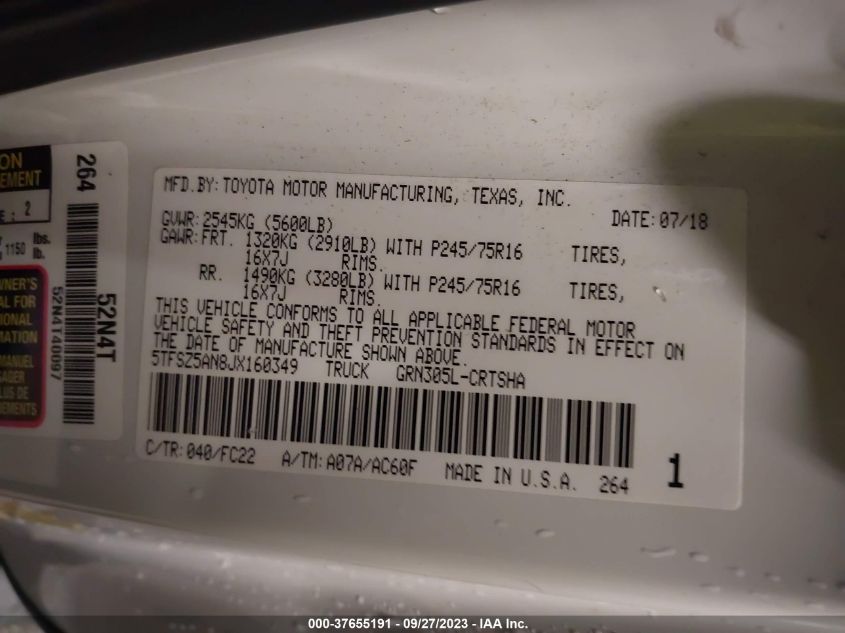 MFD.BY: TOYOTA MOTOR MANUFACTURING, TEXAS, INC.
DATE: 07/18
GVWR: 2545KG (5600LB)
GAWR: FRT. 1320KG (2910LB) WITH P245/75R16 TIRES,
16X7J RIMS.
RR. 1490KG (3280LB) WITH P245/75R16 TIRES,
16X7J RIMS.
THIS VEHICLE CONFORMS TO ALL APPLICABLE FEDERAL MOTOR
VEHICLE SAFETY AND THEFT PREVENTION STANDARDS IN EFFECT ON
THE DATE OF MANUFACTURE SHOWN ABOVE.
5TFSZ5AN8JX160349 TRUCK GRN305L-CRTSHA
C/TR: 040/FC22 A/TM: A07A/AC60F MADE IN U.S.A. 264
1
264
52N4T
52N4T40097
: 2
1150 lbs.
lb.
MANUEL
000-37655191 - 09/27/2023 - IAA Inc.